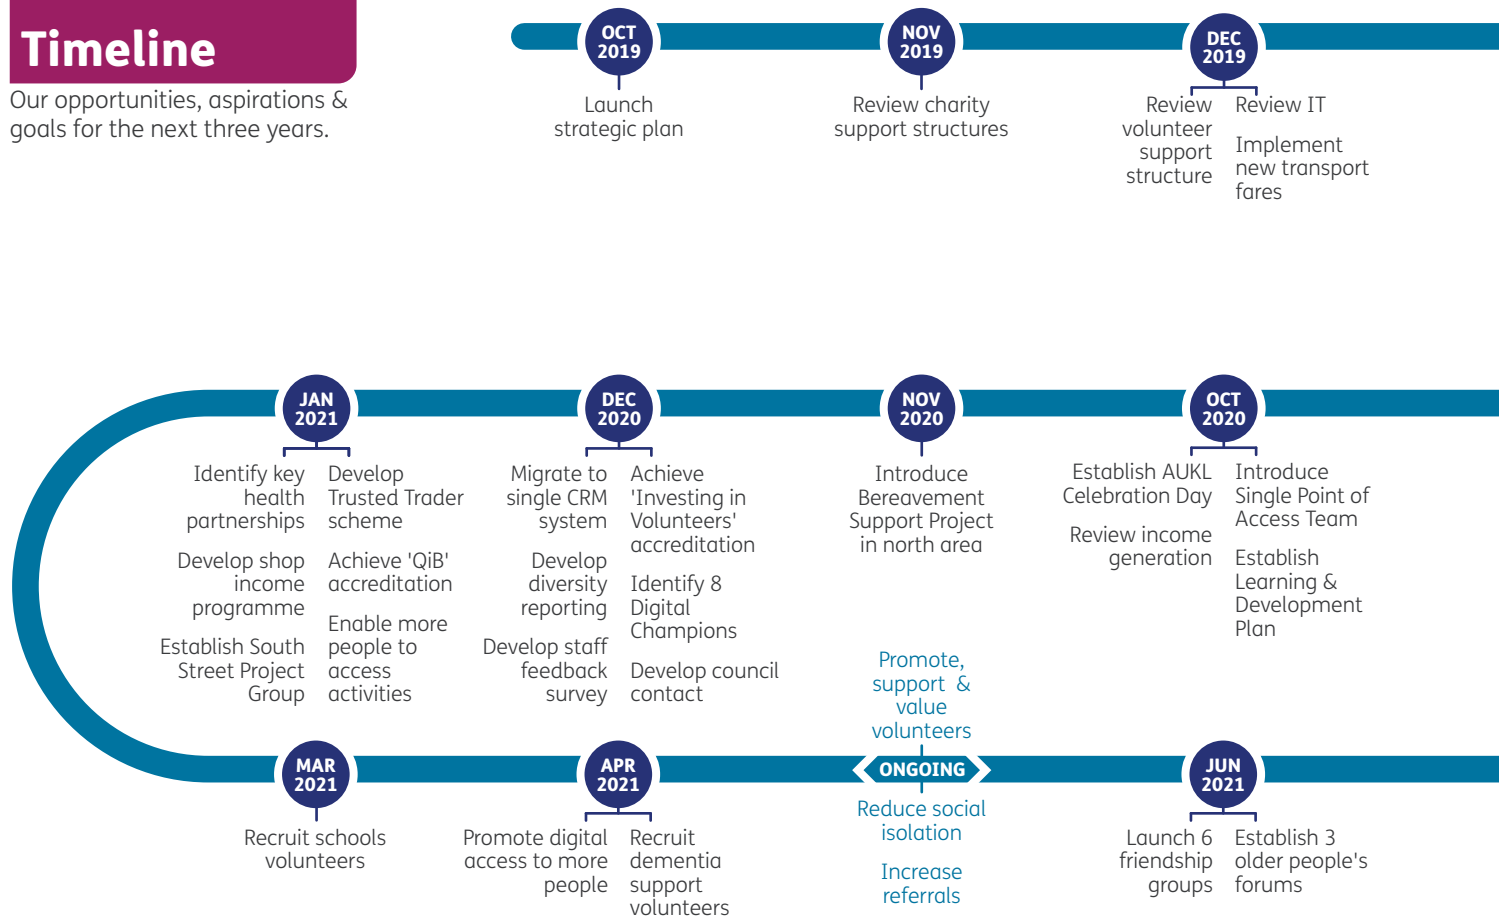 Timeline
Our opportunities, aspirations &
goals for the next three years.
OCT
2019
Launch
strategic plan
NOV
2019
Review charity
support structures
DEC
2019
Review
volunteer
support
structure
Review IT
Implement
new transport
fares
JAN
2021
Identify key
health
partnerships
Develop shop
income
programme
Establish South
Street Project
Group
Develop
Trusted Trader
scheme
Achieve 'QiB'
accreditation
Enable more
people to
access
activities
DEC
2020
Migrate to
single CRM
system
Develop
diversity
reporting
Develop staff
feedback
survey
Achieve
'Investing in
Volunteers'
accreditation
Identify 8
Digital
Champions
Develop council
contact
NOV
2020
Introduce
Bereavement
Support Project
in north area
OCT
2020
Establish AUKL
Celebration Day
Review income
generation
Introduce
Single Point of
Access Team
Establish
Learning &
Development
Plan
MAR
2021
Recruit schools
volunteers
APR
2021
Promote digital
access to more
people
Recruit
dementia
support
volunteers
Promote,
support & 
value
volunteers
ONGOING
Reduce social
isolation
Increase
referrals
JUN
2021
Launch 6
friendship
groups
Establish 3
older people's
forums